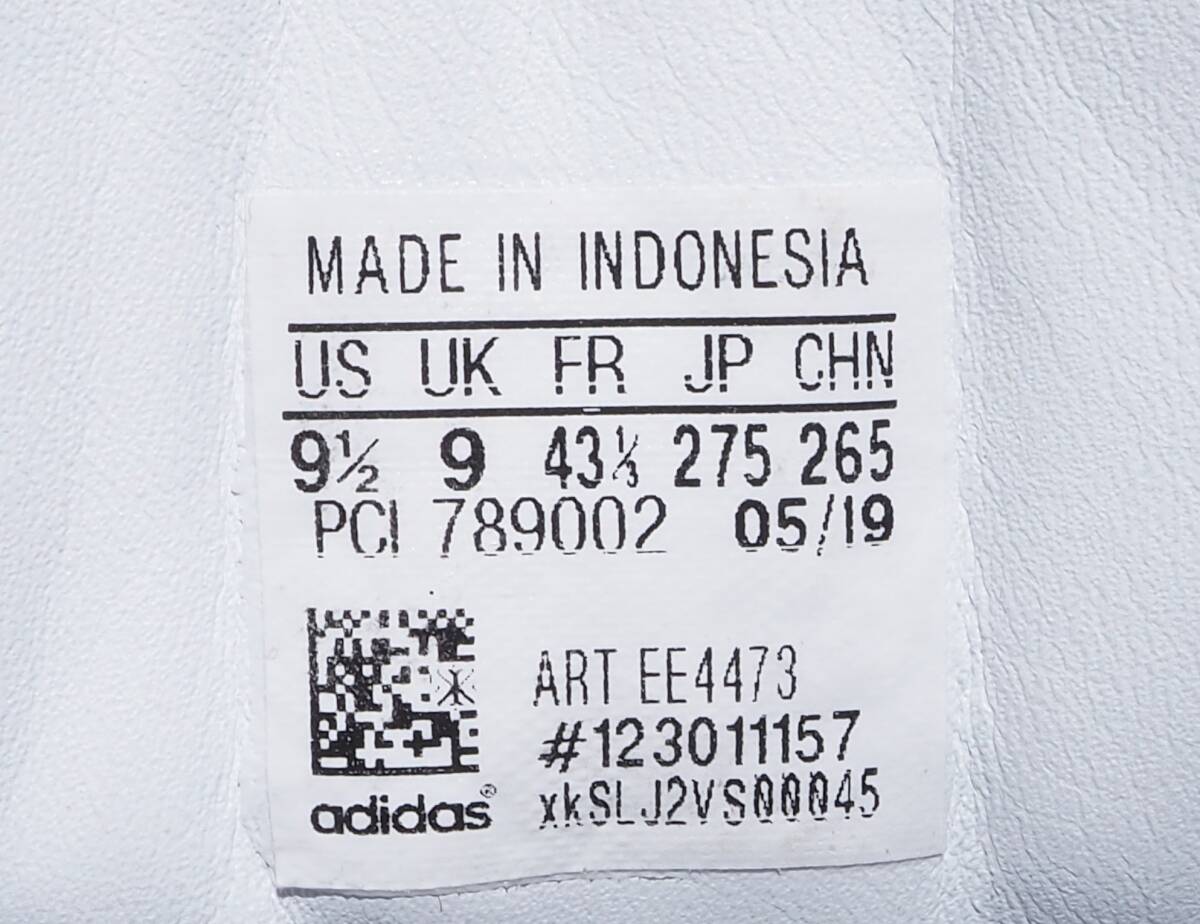 MADE IN INDONESIA
US UK FR JP CHN
9½ 9 43⅓ 275 265
PCI 789002 05/19
ART EE4473
#123011157
xkSLJ2VS00045
adidas®